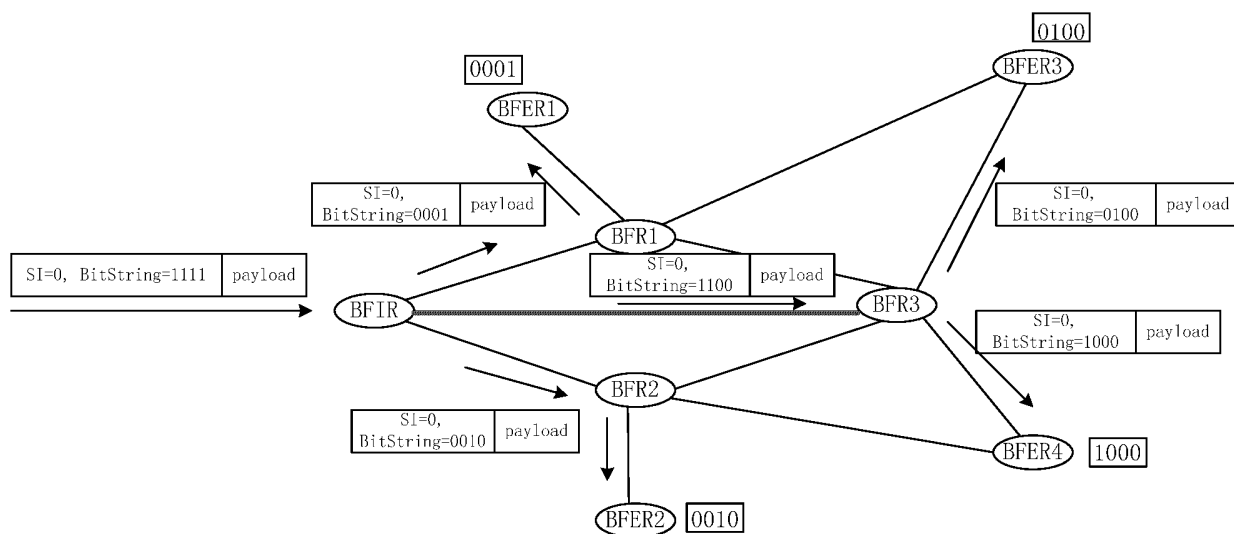 0100
BFER3
0001
BFER1
SI=0,
BitString=0001
payload
SI=0,
BitString=0100
payload
BFR1
SI=0, BitString=1111
payload
SI=0,
BitString=1100
payload
BFIR
BFR3
SI=0,
BitString=1000
payload
BFR2
SI=0,
BitString=0010
payload
BFER4
1000
BFER2
0010